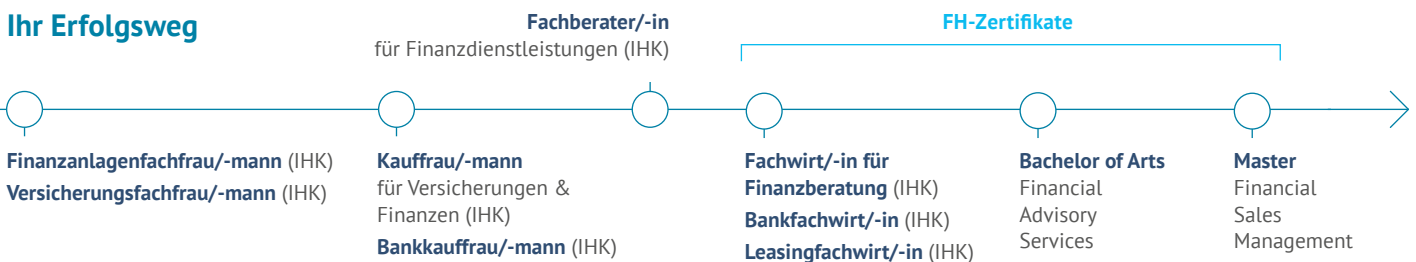 Ihr Erfolgsweg
Fachberater/-in
für Finanzdienstleistungen (IHK)
FH-Zertifikate
Finanzanlagenfachfrau/-mann (IHK)
Versicherungsfachfrau/-mann (IHK)
Kauffrau/-mann
für Versicherungen &
Finanzen (IHK)
Bankkauffrau/-mann (IHK)
Fachwirt/-in für
Finanzberatung (IHK)
Bankfachwirt/-in (IHK)
Leasingfachwirt/-in (IHK)
Bachelor of Arts
Financial
Advisory
Services
Master
Financial
Sales
Management